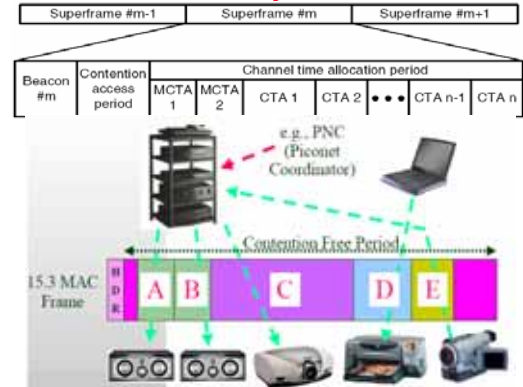 Superframe #m-1 Superframe #m Superframe #m+1
Channel time allocation period
Beacon #m
Contention access period
MCTA 1
MCTA 2
CTA 1
CTA 2
●●●
CTA n-1
CTA n
e.g., PNC
(Piconet
Coordinator)
Contention Free Period
15.3 MAC
Frame
H
D
R
A B C D E